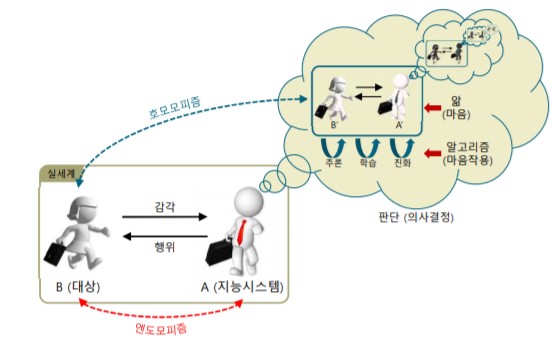 호모모피즘
B'
A'
앎
(마음)
추론
학습
진화
알고리즘
(마음작용)
판단 (의사결정)
실세계
감각
행위
B (대상)
A (지능시스템)
엔도모피즘